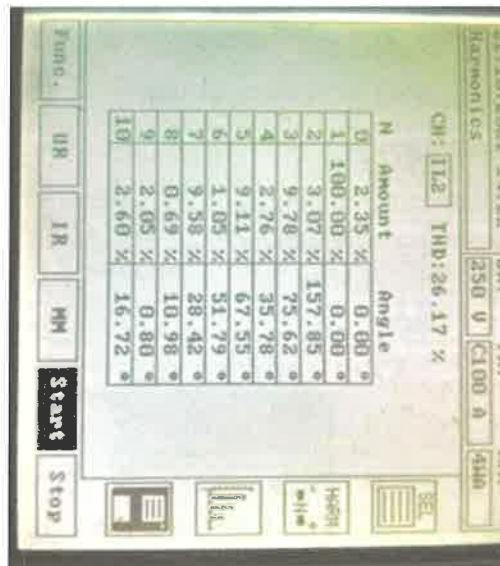 Harmonics 250 V C100 A 4WA
CH: IL2 THD:26.17 %
N Amount Angle
0 2.35 % 0.00 °
1 100.00 % 0.00 °
2 3.07 % 157.85 °
3 9.78 % 75.62 °
4 2.76 % 35.78 °
5 9.11 % 67.55 °
6 1.05 % 51.79 °
7 9.58 % 28.42 °
8 0.69 % 10.98 °
9 2.05 % 0.80 °
10 2.60 % 16.72 °
SEL
HARM
Func. UR IR MM Start Stop